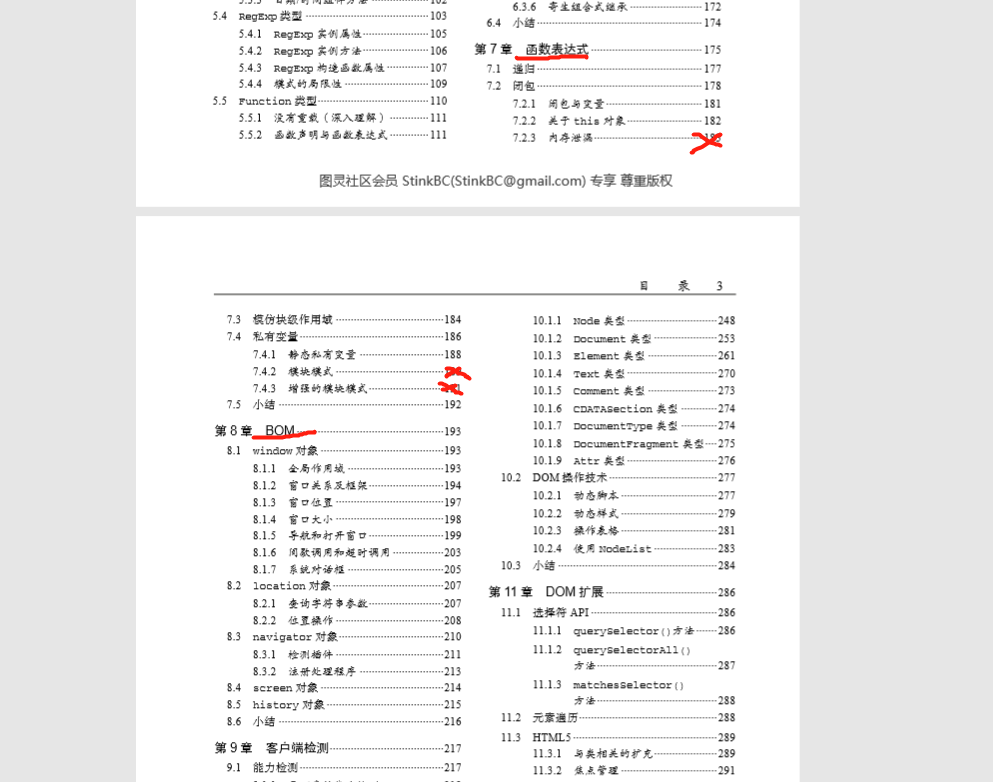 5.4 RegExp 类型 103
5.4.1 RegExp 实例属性 105
5.4.2 RegExp 实例方法 106
5.4.3 RegExp 构造函数属性 107
5.4.4 模式的局限性 109
5.5 Function 类型 110
5.5.1 没有重载（深入理解） 111
5.5.2 函数声明与函数表达式 111
6.3.6 寄生组合式继承 172
6.4 小结 174
第 7 章 函数表达式 175
7.1 递归 177
7.2 闭包 178
7.2.1 闭包与变量 181
7.2.2 关于 this 对象 182
7.2.3 内存泄漏
图灵社区会员 StinkBC(StinkBC@gmail.com) 专享 尊重版权
目 录 3
7.3 模仿块级作用域 184
7.4 私有变量 186
7.4.1 静态私有变量 188
7.4.2 模块模式
7.4.3 增强的模块模式
7.5 小结 192
第 8 章 BOM 193
8.1 window 对象 193
8.1.1 全局作用域 193
8.1.2 窗口关系及框架 194
8.1.3 窗口位置 197
8.1.4 窗口大小 198
8.1.5 导航和打开窗口 199
8.1.6 间歇调用和超时调用 203
8.1.7 系统对话框 205
8.2 location 对象 207
8.2.1 查询字符串参数 207
8.2.2 位置操作 208
8.3 navigator 对象 210
8.3.1 检测插件 211
8.3.2 注册处理程序 213
8.4 screen 对象 214
8.5 history 对象 215
8.6 小结 216
第 9 章 客户端检测 217
9.1 能力检测 217
10.1.1 Node 类型 248
10.1.2 Document 类型 253
10.1.3 Element 类型 261
10.1.4 Text 类型 270
10.1.5 Comment 类型 273
10.1.6 CDATASection 类型 274
10.1.7 DocumentType 类型 274
10.1.8 DocumentFragment 类型 275
10.1.9 Attr 类型 276
10.2 DOM 操作技术 277
10.2.1 动态脚本 277
10.2.2 动态样式 279
10.2.3 操作表格 281
10.2.4 使用 NodeList 283
10.3 小结 284
第 11 章 DOM 扩展 286
11.1 选择符 API 286
11.1.1 querySelector()方法 286
11.1.2 querySelectorAll()
方法 287
11.1.3 matchesSelector()
方法 288
11.2 元素遍历 288
11.3 HTML5 289
11.3.1 与类相关的扩充 289
11.3.2 焦点管理 291